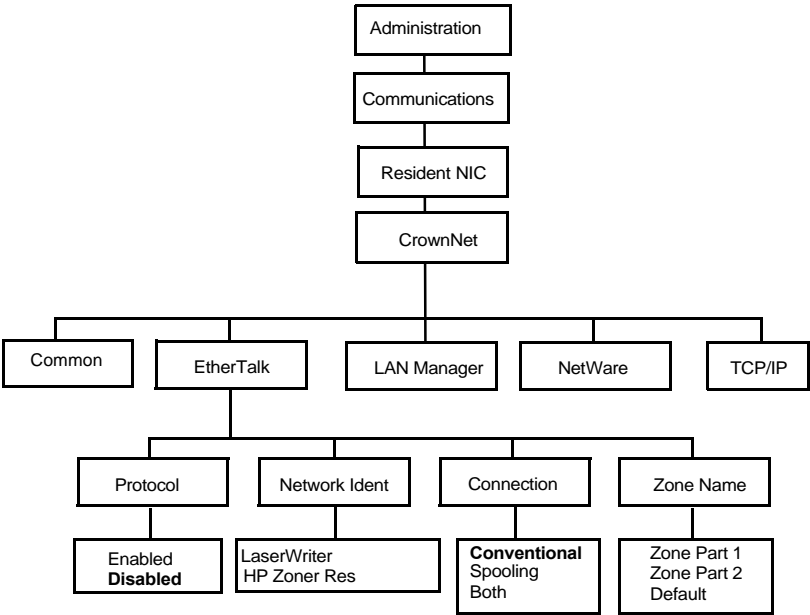 Administration
Communications
Resident NIC
CrownNet
Common
EtherTalk
LAN Manager
NetWare
TCP/IP
Protocol
Network Ident
Connection
Zone Name
Enabled
Disabled
LaserWriter
HP Zoner Res
Conventional
Spooling
Both
Zone Part 1
Zone Part 2
Default